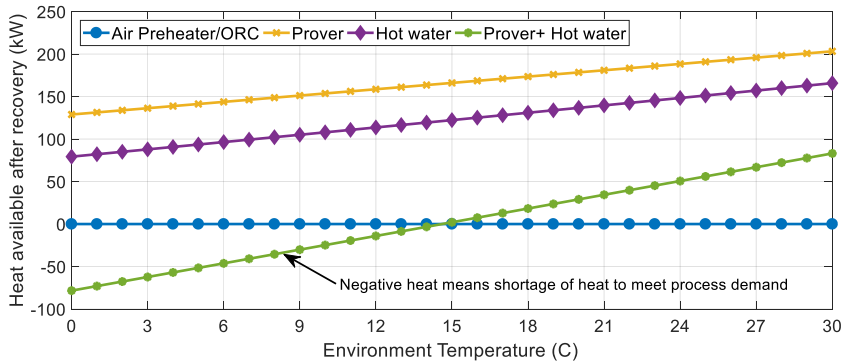 Air Preheater/ORC Prover Hot water Prover+ Hot water
250
200
150
100
50
0
-50
-100
Heat available after recovery (kW)
Negative heat means shortage of heat to meet process demand
0 3 6 9 12 15 18 21 24 27 30
Environment Temperature (C)